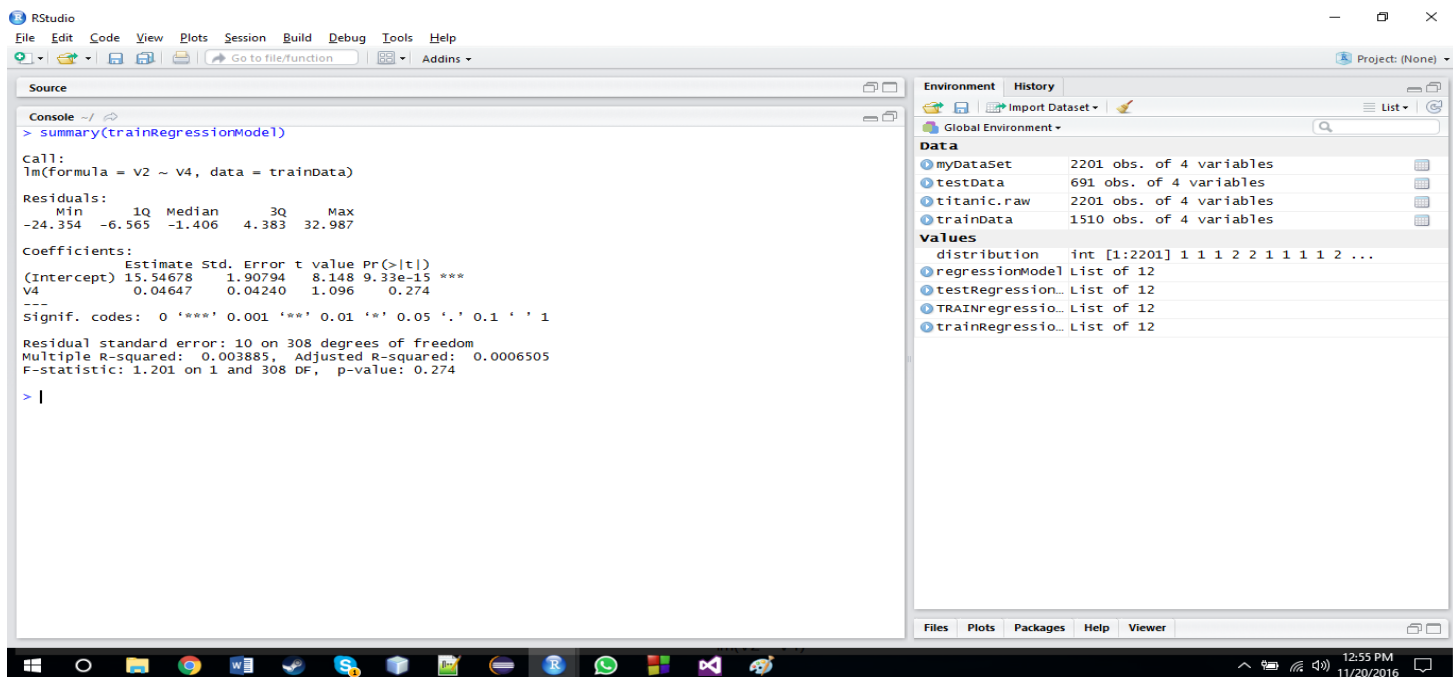 RStudio
File Edit Code View Plots Session Build Debug Tools Help
Go to file/function Addins
Project: (None)
Source
Console ~/
> summary(trainRegressionModel)
Call:
lm(formula = V2 ~ V4, data = trainData)
Residuals:
Min 1Q Median 3Q Max
-24.354 -6.565 -1.406 4.383 32.987
Coefficients:
Estimate Std. Error t value Pr(>|t|)
(Intercept) 15.54678 1.90794 8.148 9.33e-15 ***
V4 0.04647 0.04240 1.096 0.274
---
Signif. codes: 0 ‘***’ 0.001 ‘**’ 0.01 ‘*’ 0.05 ‘.’ 0.1 ‘ ’ 1
Residual standard error: 10 on 308 degrees of freedom
Multiple R-squared: 0.003885, Adjusted R-squared: 0.0006505
F-statistic: 1.201 on 1 and 308 DF, p-value: 0.274
>
Environment History
Import Dataset
List
Global Environment
Data
myDataSet 2201 obs. of 4 variables
testData 691 obs. of 4 variables
titanic.raw 2201 obs. of 4 variables
trainData 1510 obs. of 4 variables
values
distribution int [1:2201] 1 1 1 2 2 1 1 1 1 2 ...
regressionModel List of 12
testRegression… List of 12
TRAINregressio… List of 12
trainRegressio… List of 12
Files Plots Packages Help Viewer
12:55 PM
11/20/2016